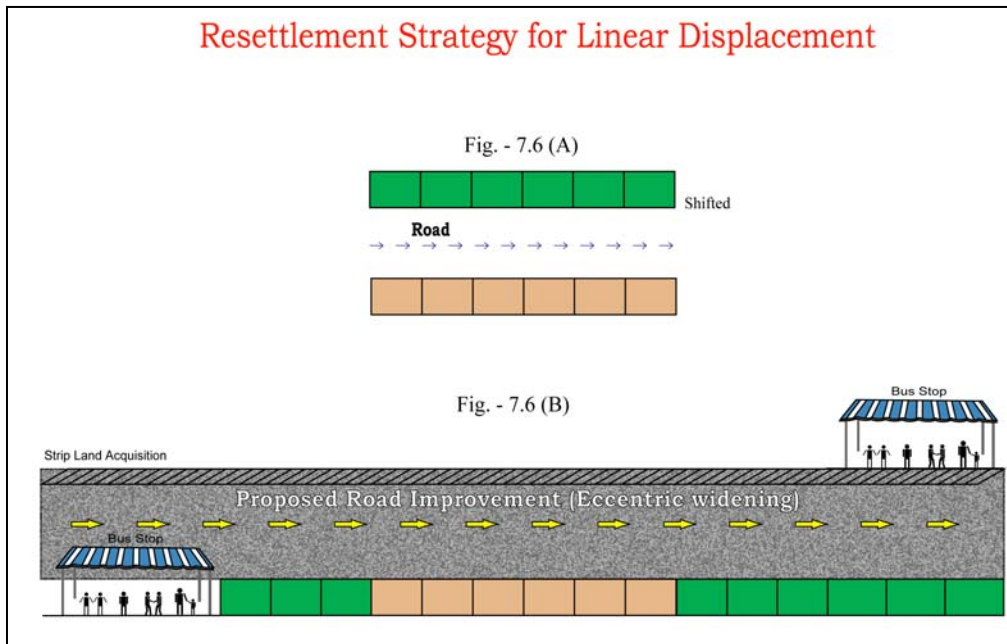 Resettlement Strategy for Linear Displacement
Fig. - 7.6 (A)
Shifted
Road
Fig. - 7.6 (B)
Bus Stop
Strip Land Acquisition
Proposed Road Improvement (Eccentric widening)
Bus Stop